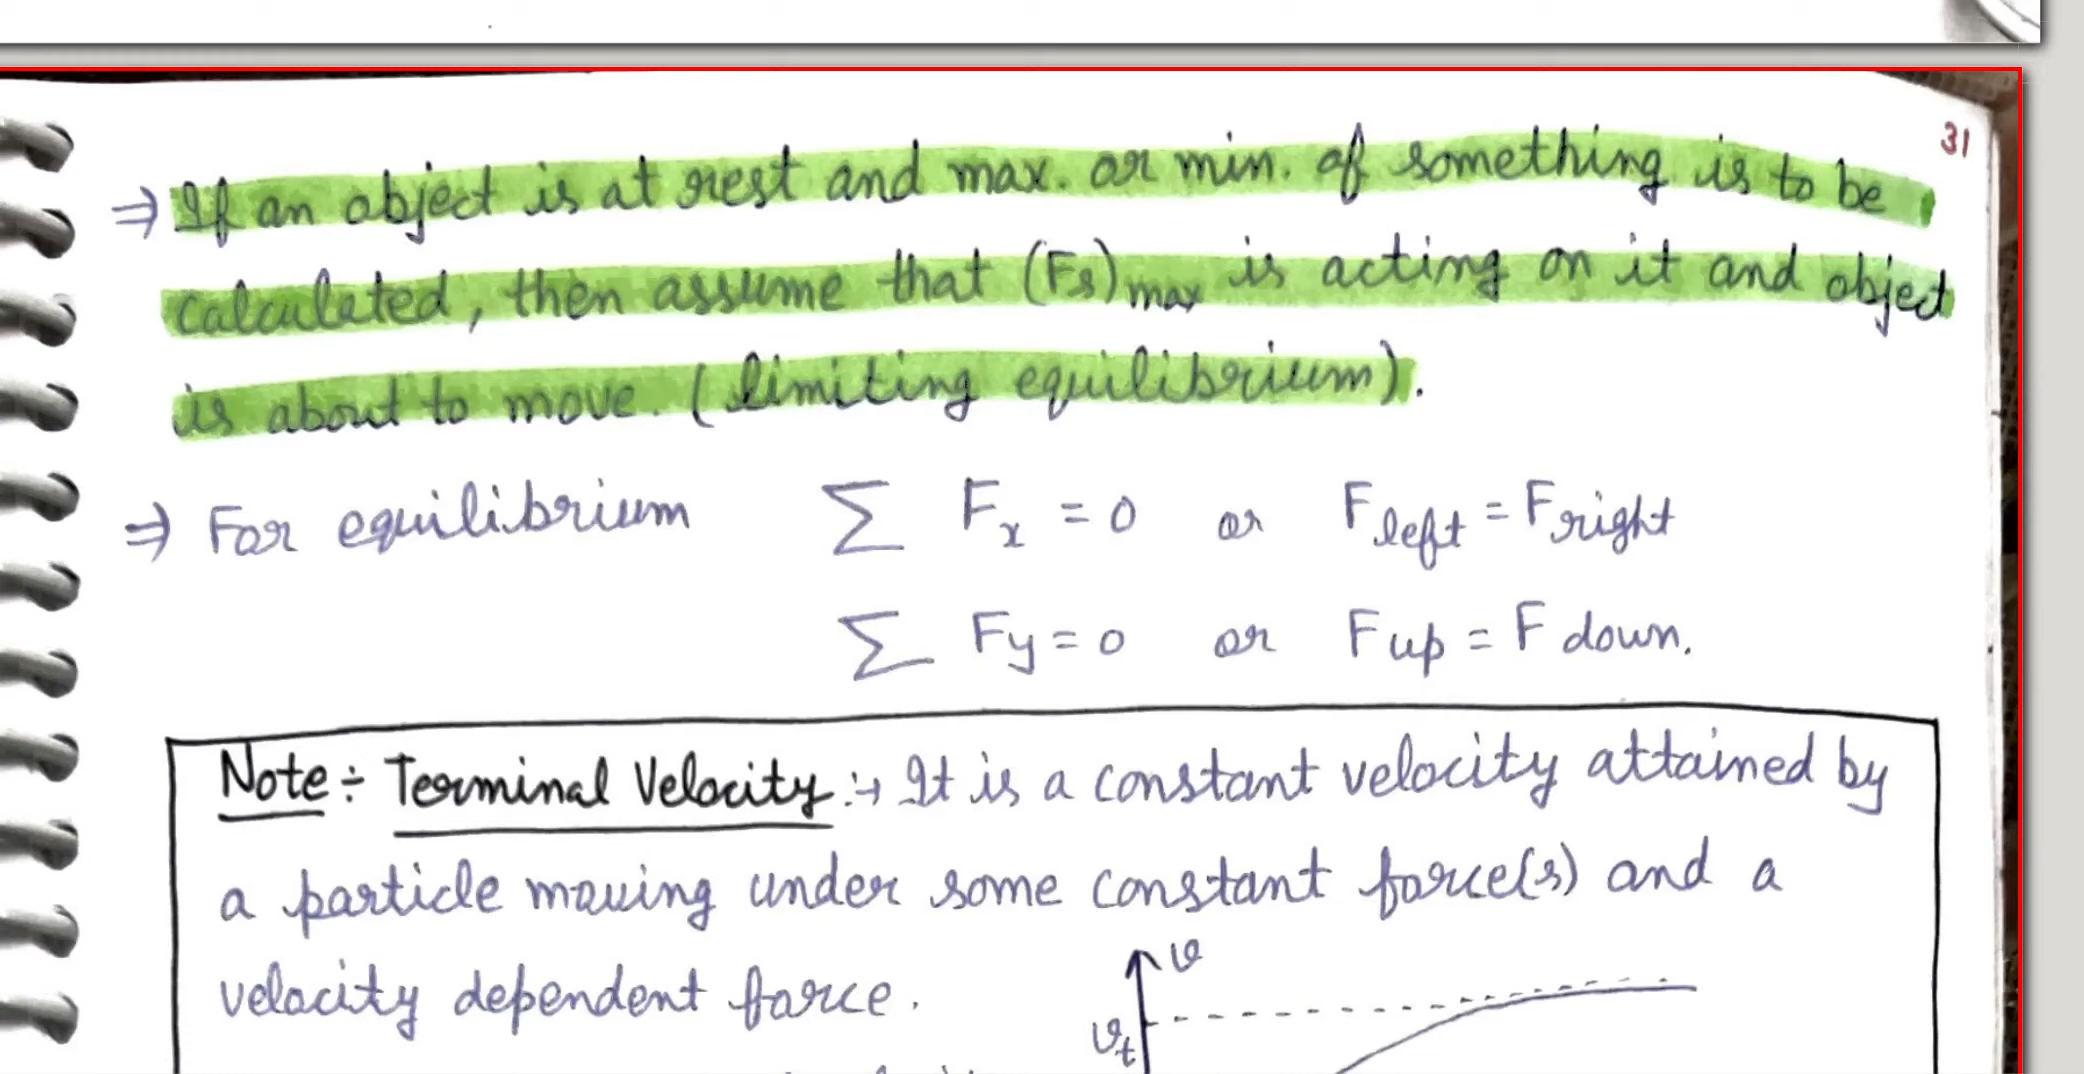 31
⇒ If an object is at rest and max. or min. of something is to be
calculated, then assume that (Fs)max is acting on it and object
is about to move. (limiting equilibrium).
⇒ For equilibrium Σ Fx = 0 or Fleft = Fright
Σ Fy = 0 or Fup = F down.
Note ÷ Terminal Velocity :→ It is a constant velocity attained by
a particle moving under some constant force(s) and a
velocity dependent force.
v
vt